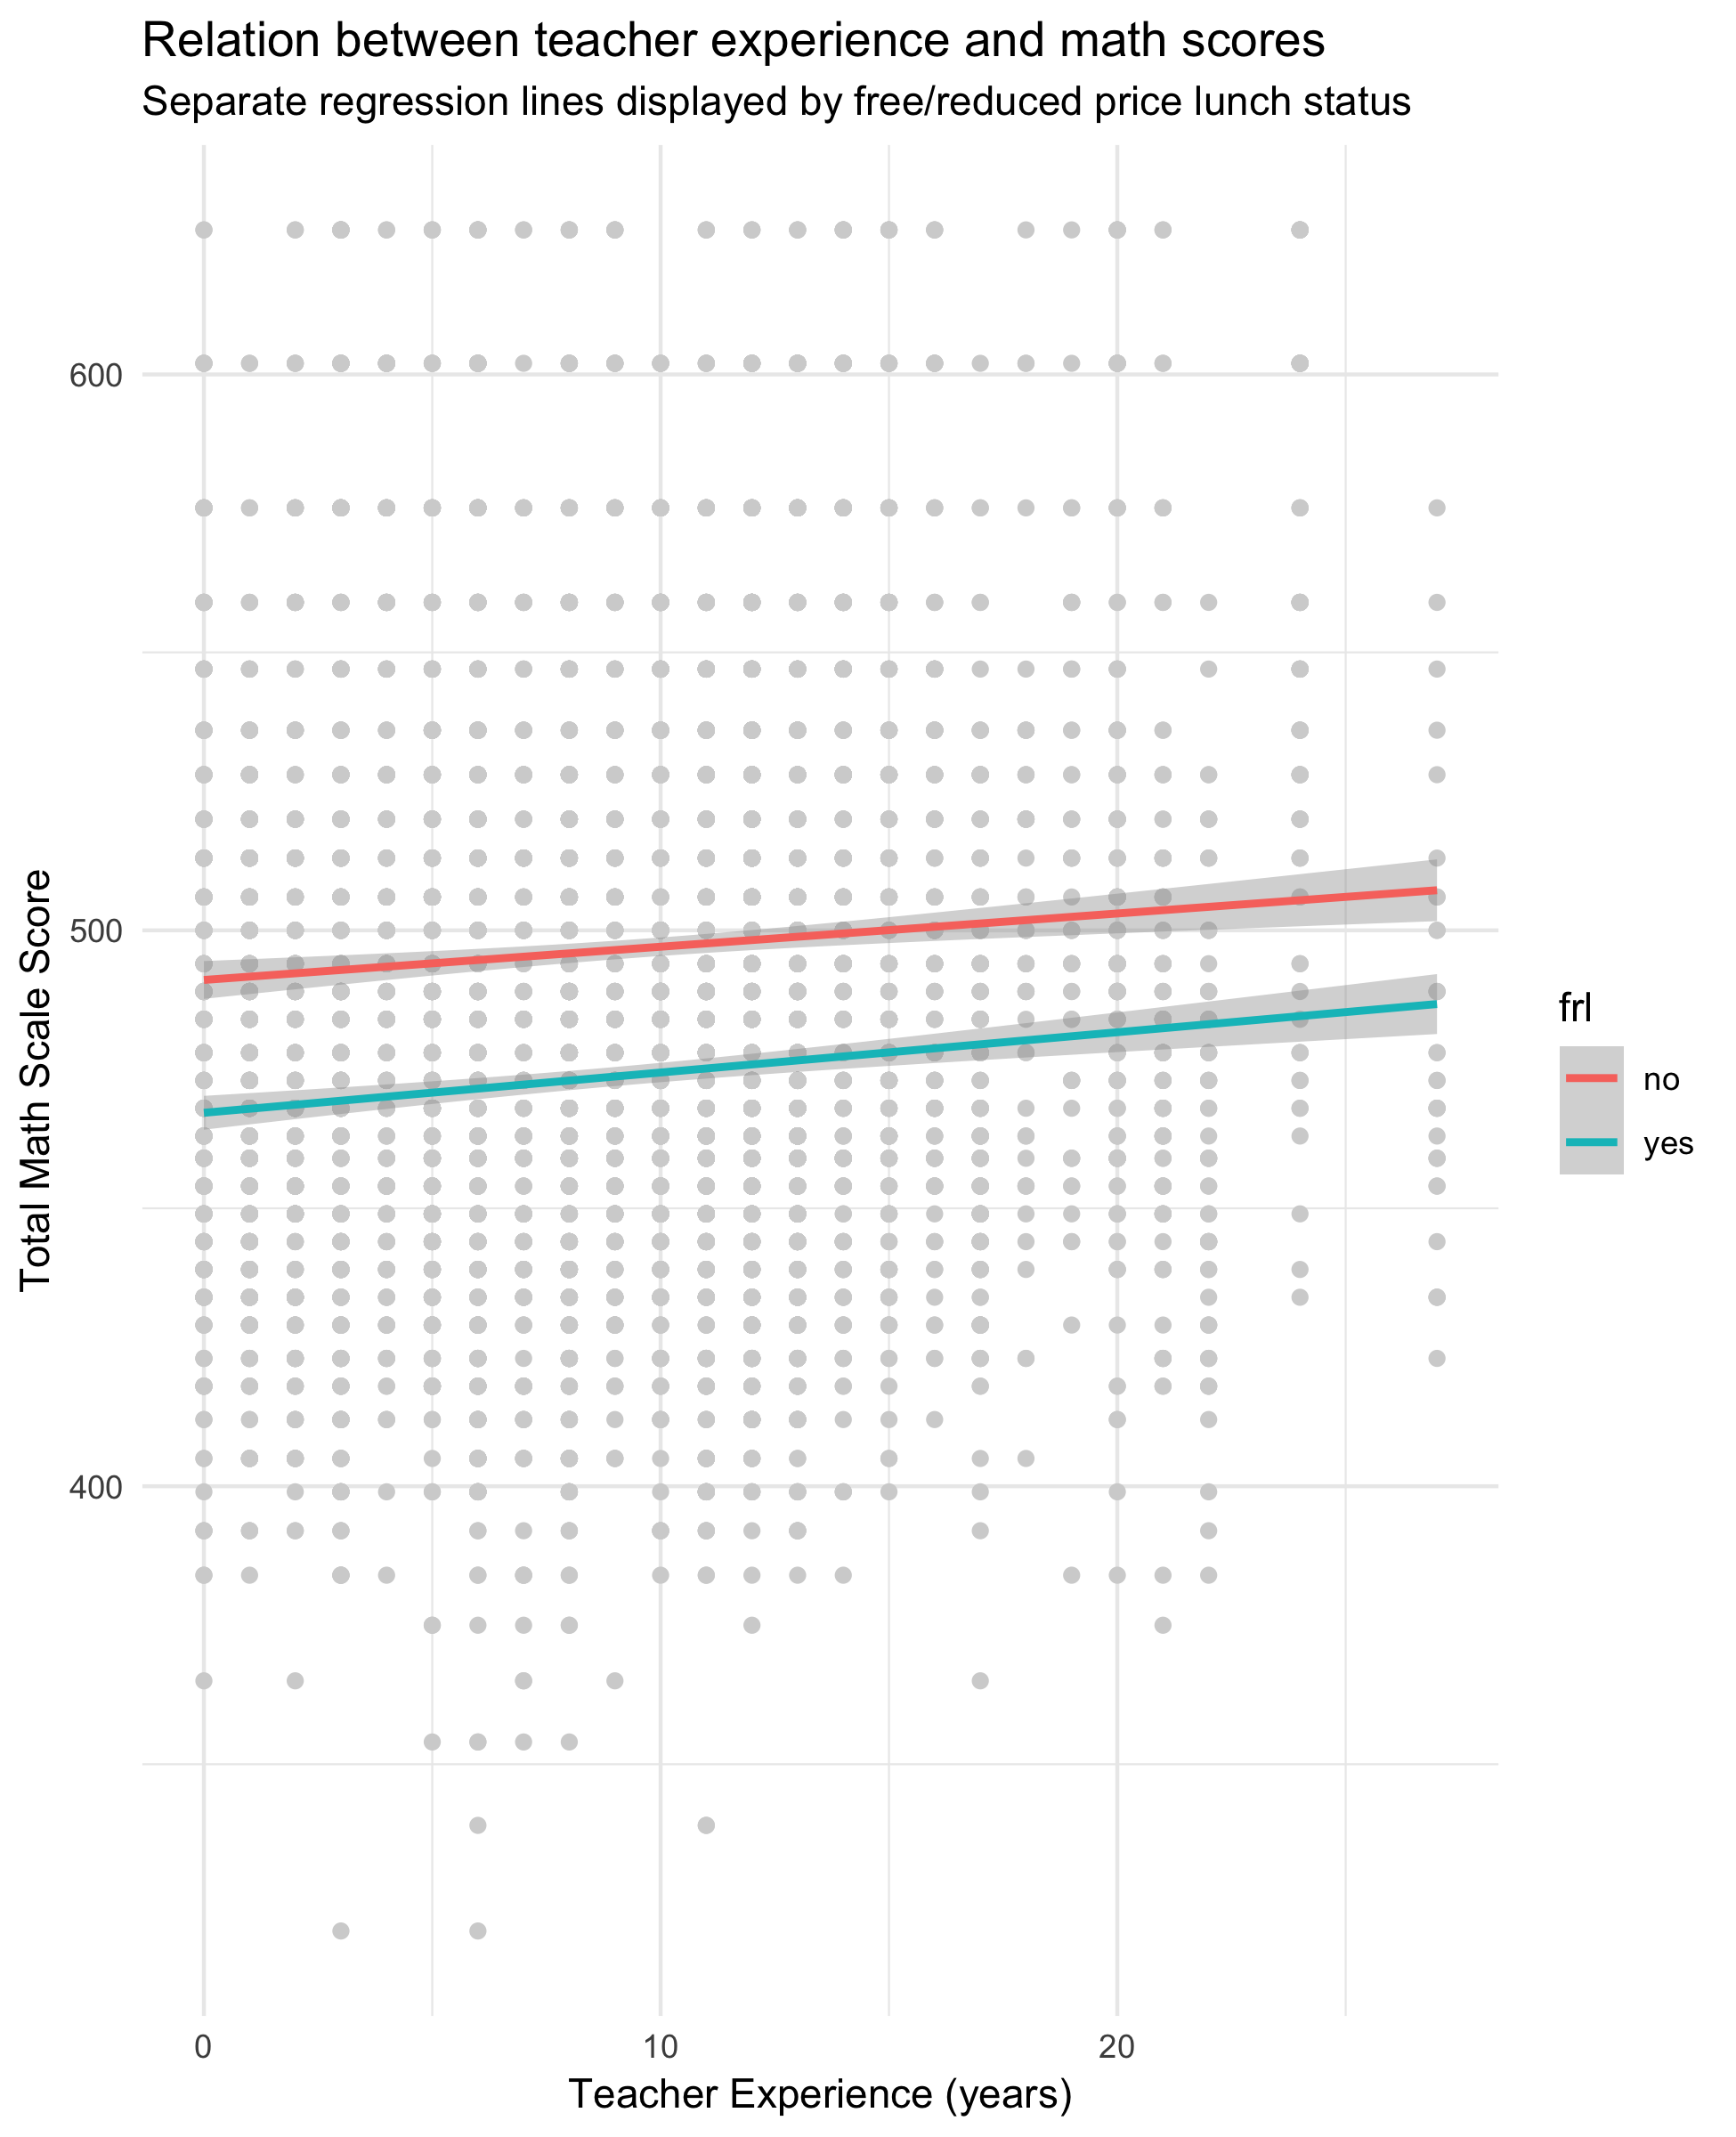 Relation between teacher experience and math scores
Separate regression lines displayed by free/reduced price lunch status
Total Math Scale Score
600
500
400
0
10
20
Teacher Experience (years)
frl
no
yes